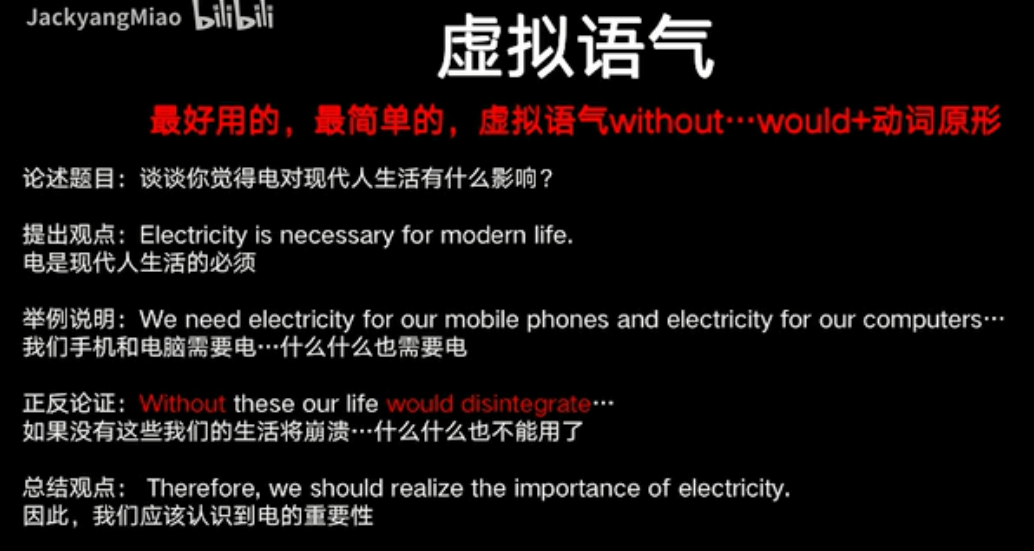 JackyangMiao bilibili
虚拟语气
最好用的，最简单的，虚拟语气without…would+动词原形
论述题目：谈谈你觉得电对现代人生活有什么影响？
提出观点：Electricity is necessary for modern life.
电是现代人生活的必须
举例说明：We need electricity for our mobile phones and electricity for our computers…
我们手机和电脑需要电…什么什么也需要电
正反论证：Without these our life would disintegrate…
如果没有这些我们的生活将崩溃…什么什么也不能用了
总结观点： Therefore, we should realize the importance of electricity.
因此，我们应该认识到电的重要性